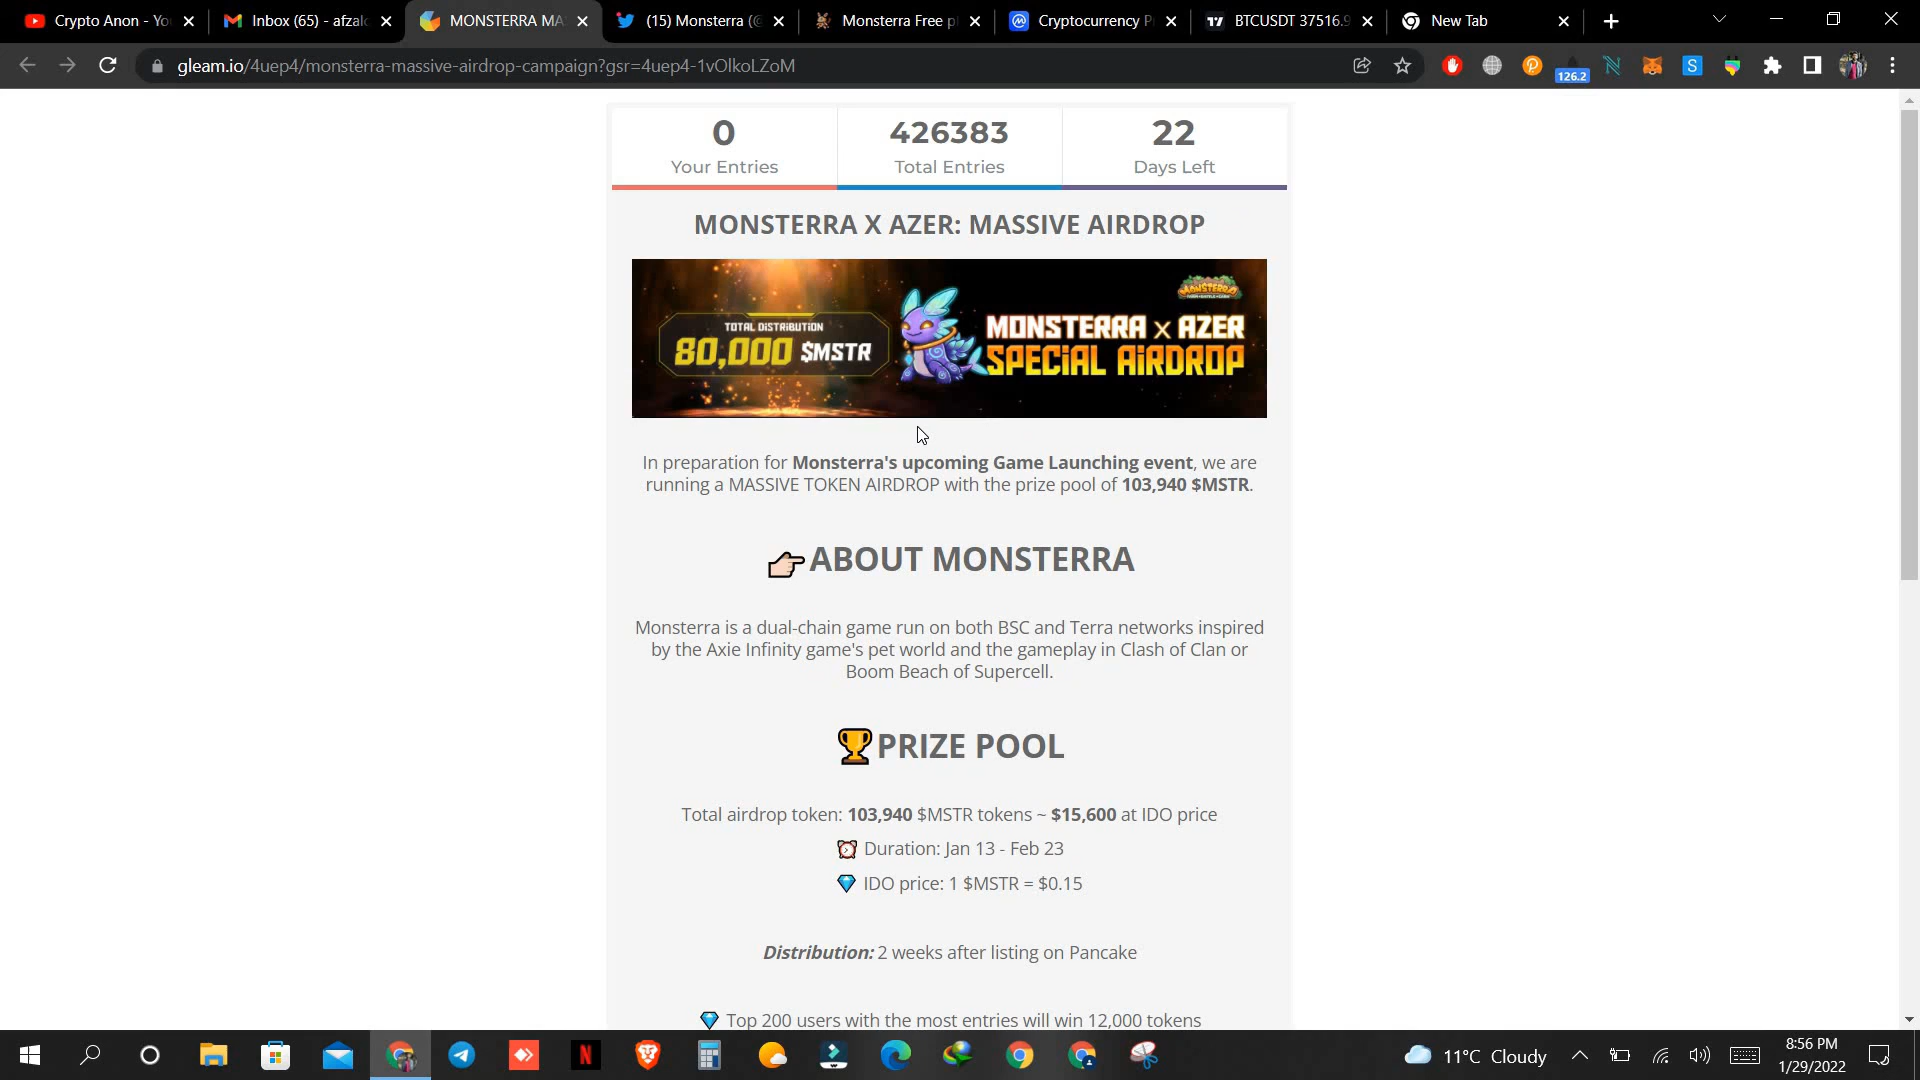 Crypto Anon - Yo
Inbox (65) - afzal
MONSTERRA MA
(15) Monsterra (@
Monsterra Free p
Cryptocurrency P
BTCUSDT 37516.9
New Tab
gleam.io/4uep4/monsterra-massive-airdrop-campaign?gsr=4uep4-1vOlkoLZoM
126.2
0
Your Entries
426383
Total Entries
22
Days Left
MONSTERRA X AZER: MASSIVE AIRDROP
TOTAL DISTRIBUTION
80,000 $MSTR
MONSTERRA
MONSTERRA x AZER
SPECIAL AIRDROP
In preparation for Monsterra's upcoming Game Launching event, we are
running a MASSIVE TOKEN AIRDROP with the prize pool of 103,940 $MSTR.
ABOUT MONSTERRA
Monsterra is a dual-chain game run on both BSC and Terra networks inspired
by the Axie Infinity game's pet world and the gameplay in Clash of Clan or
Boom Beach of Supercell.
PRIZE POOL
Total airdrop token: 103,940 $MSTR tokens ~ $15,600 at IDO price
Duration: Jan 13 - Feb 23
IDO price: 1 $MSTR = $0.15
Distribution: 2 weeks after listing on Pancake
Top 200 users with the most entries will win 12,000 tokens
11°C Cloudy
8:56 PM
1/29/2022